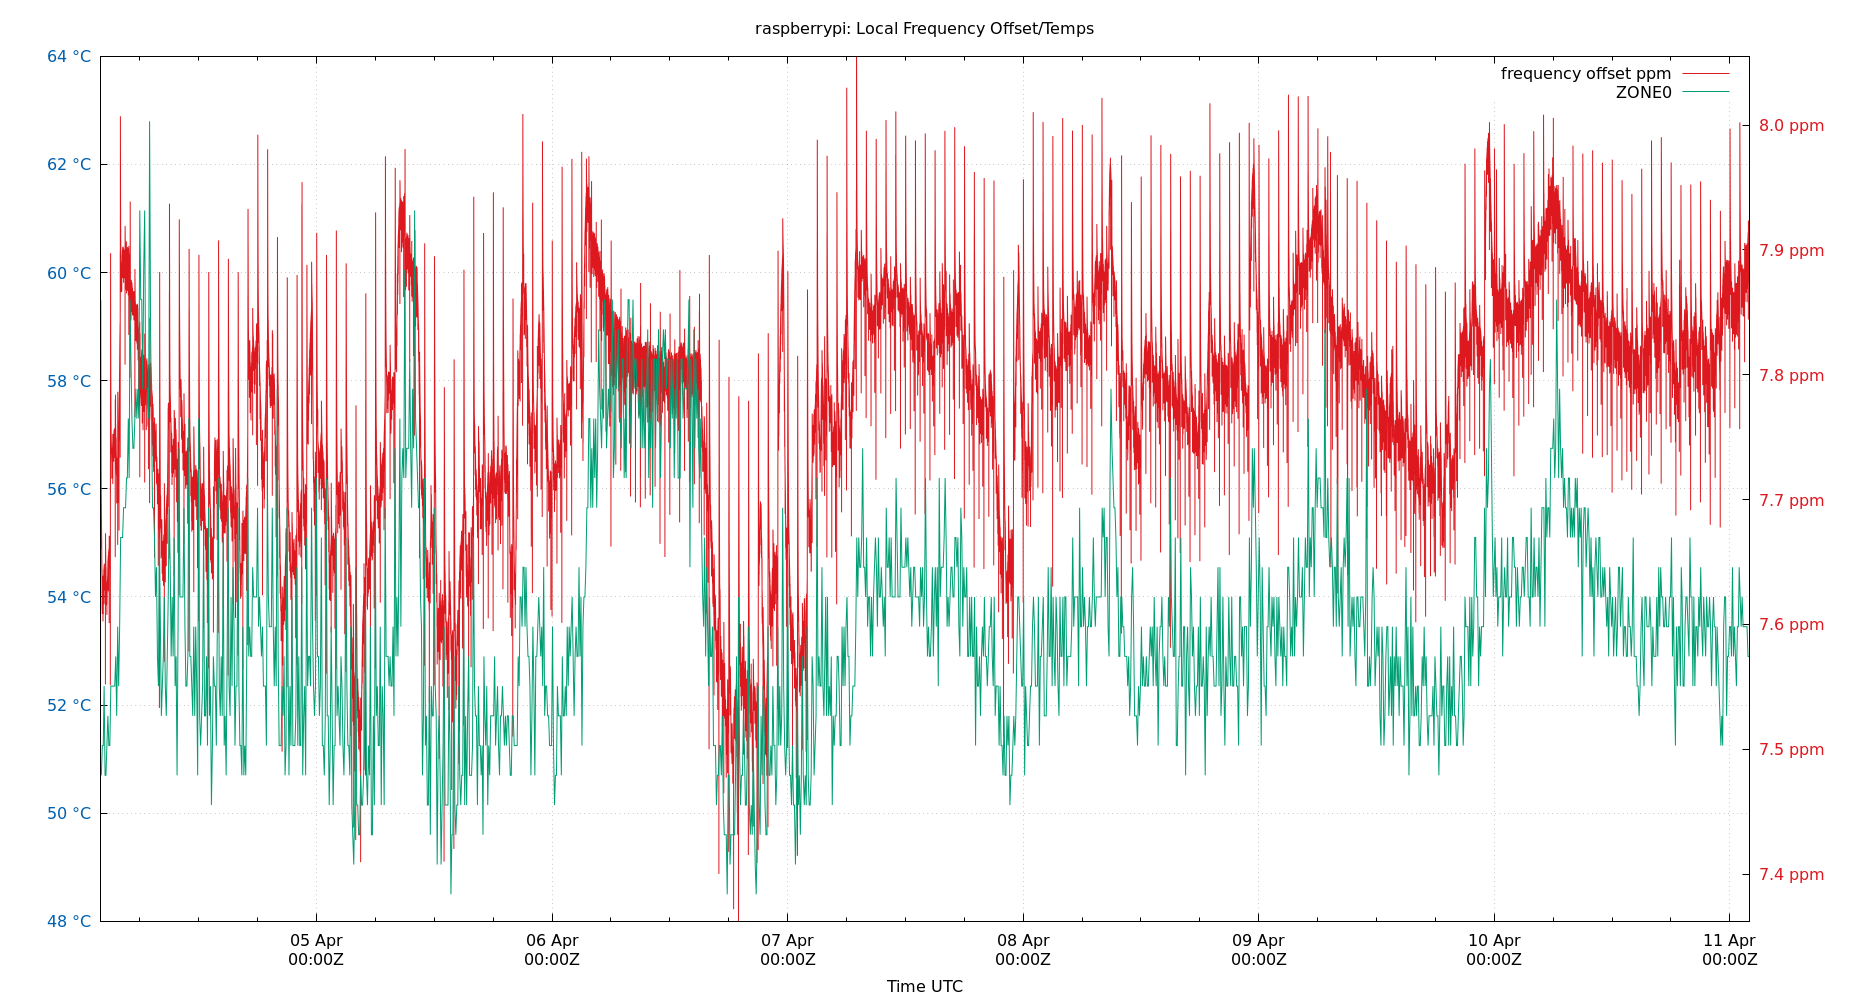 raspberrypi: Local Frequency Offset/Temps
frequency offset ppm
ZONE0
64 °C
62 °C
60 °C
58 °C
56 °C
54 °C
52 °C
50 °C
48 °C
8.0 ppm
7.9 ppm
7.8 ppm
7.7 ppm
7.6 ppm
7.5 ppm
7.4 ppm
05 Apr
00:00Z
06 Apr
00:00Z
07 Apr
00:00Z
08 Apr
00:00Z
09 Apr
00:00Z
10 Apr
00:00Z
11 Apr
00:00Z
Time UTC